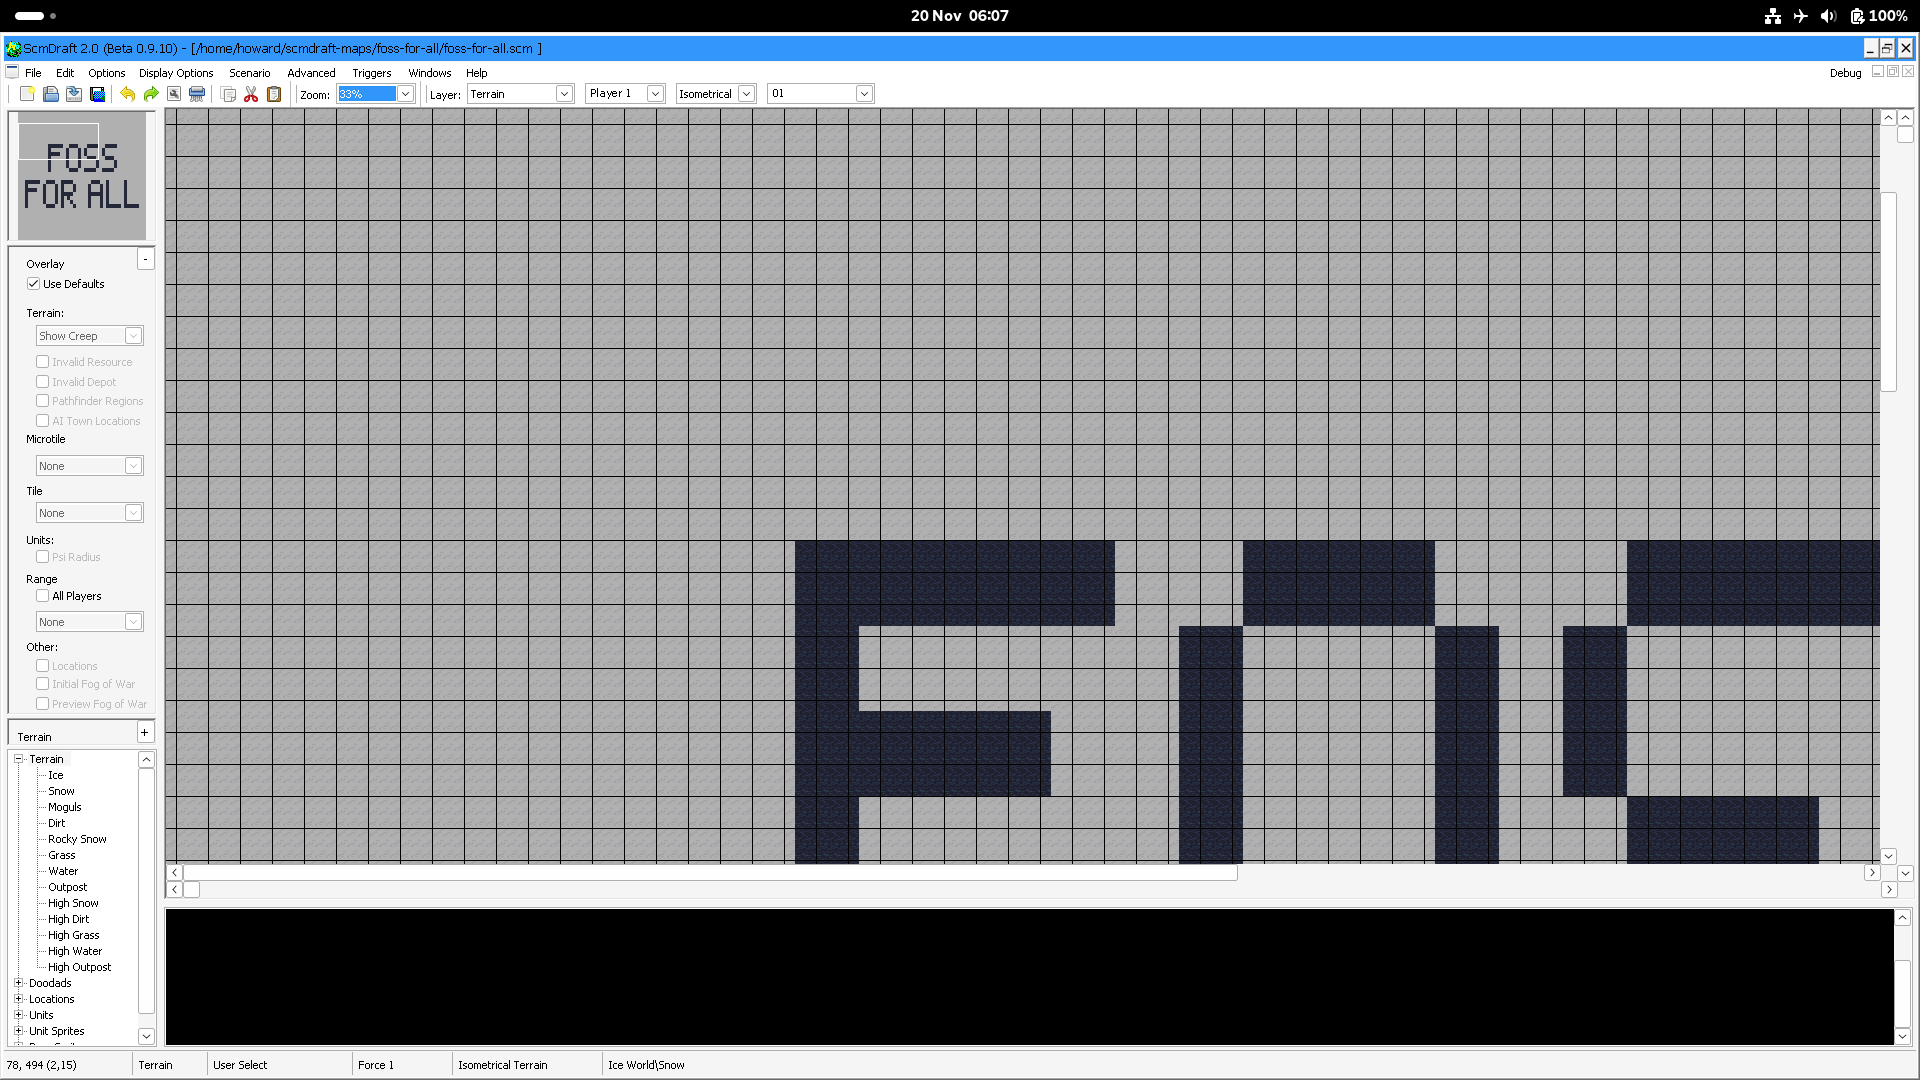 20 Nov 06:07
100%
ScmDraft 2.0 (Beta 0.9.10) - [/home/howard/scmdraft-maps/foss-for-all/foss-for-all.scm ]
File Edit Options Display Options Scenario Advanced Triggers Windows Help Debug
Zoom: 33% Layer: Terrain Player 1 Isometrical 01
FOSS
FOR ALL
Overlay -
Use Defaults
Terrain:
Show Creep
Invalid Resource
Invalid Depot
Pathfinder Regions
AI Town Locations
Microtile
None
Tile
None
Units:
Psi Radius
Range
All Players
None
Other:
Locations
Initial Fog of War
Preview Fog of War
Terrain +
Terrain
Ice
Snow
Moguls
Dirt
Rocky Snow
Grass
Water
Outpost
High Snow
High Dirt
High Grass
High Water
High Outpost
Doodads
Locations
Units
Unit Sprites
78, 494 (2,15) Terrain User Select Force 1 Isometrical Terrain Ice World\Snow